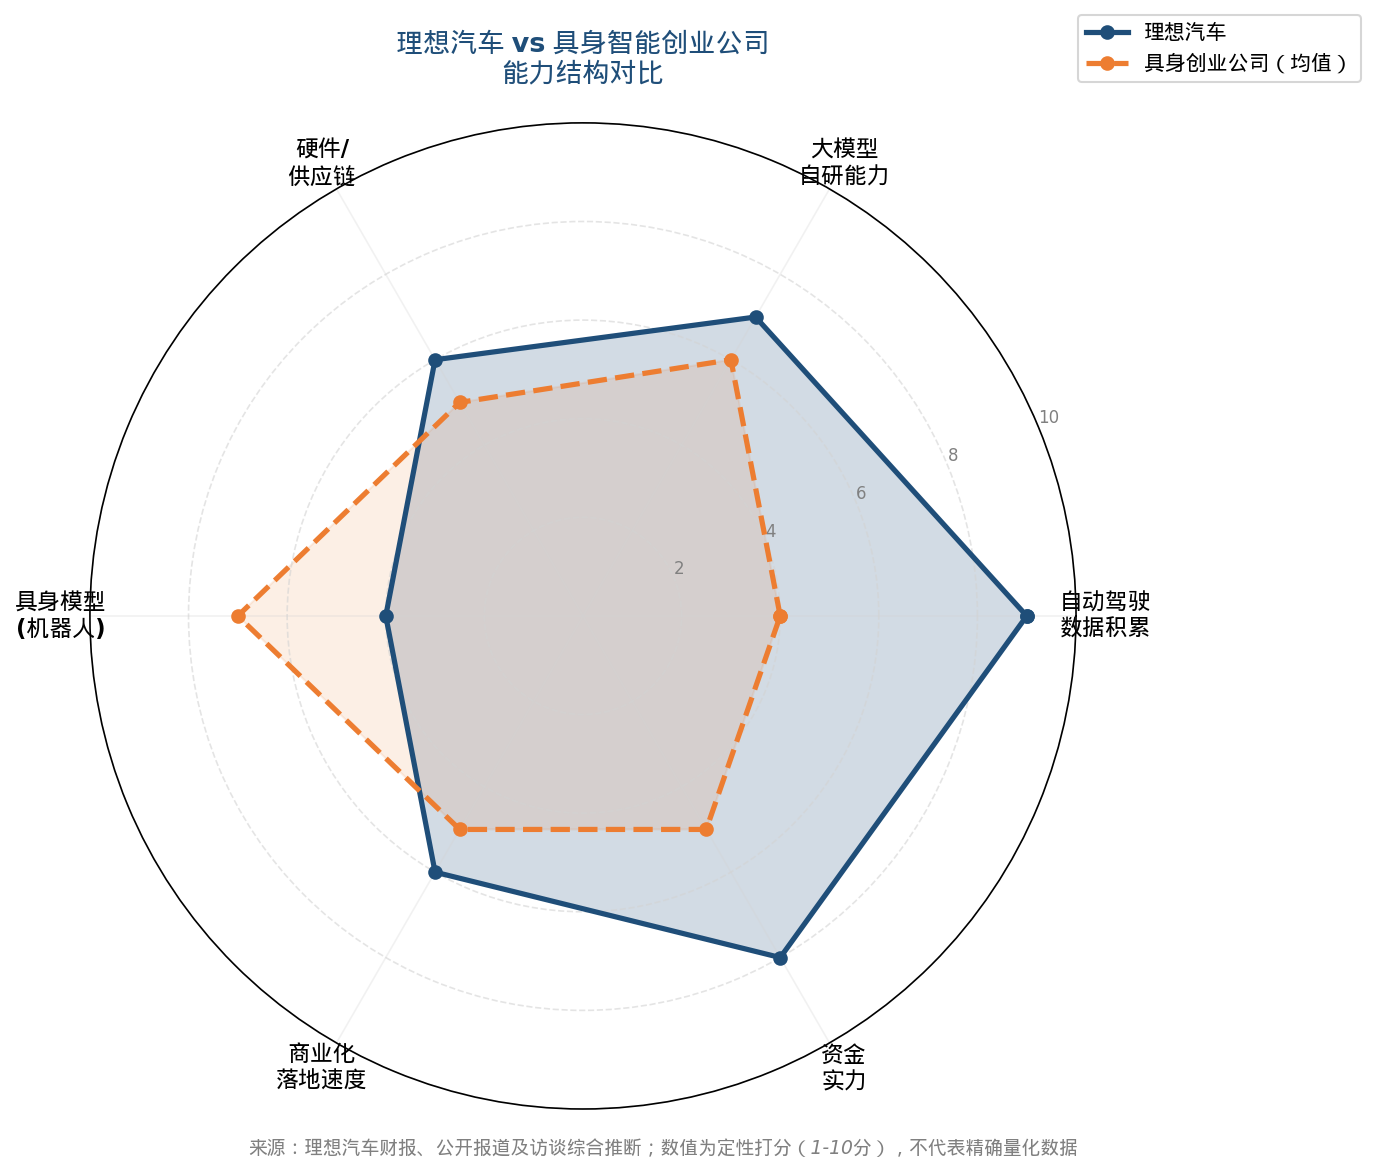 理想汽车 vs 具身智能创业公司
能力结构对比
理想汽车
具身创业公司（均值）
硬件/
供应链
大模型
自研能力
10
8
6
4
2
具身模型
(机器人)
自动驾驶
数据积累
商业化
落地速度
资金
实力
来源：理想汽车财报、公开报道及访谈综合推断；数值为定性打分（1-10分），不代表精确量化数据